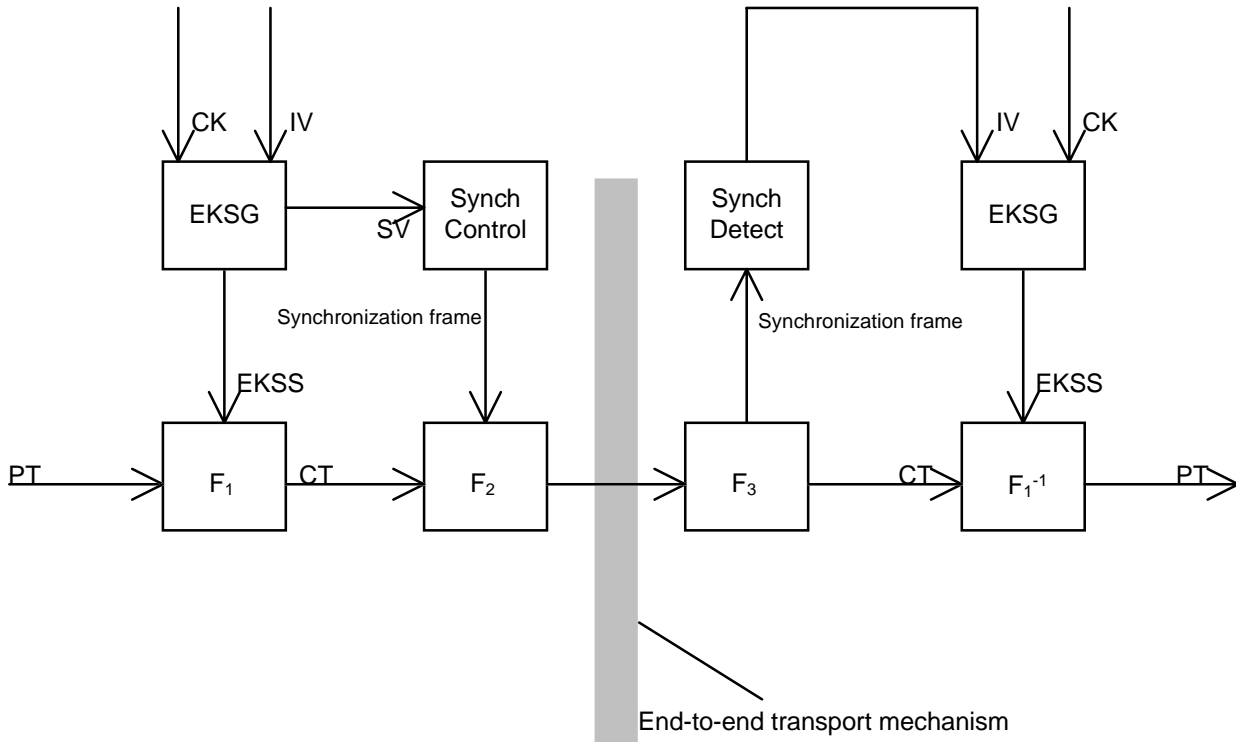 CK
IV
IV
CK
EKSG
SV
Synch
Control
Synch
Detect
EKSG
Synchronization frame
Synchronization frame
EKSS
EKSS
PT
F₁
CT
F₂
F₃
CT
F₁⁻¹
PT
End-to-end transport mechanism